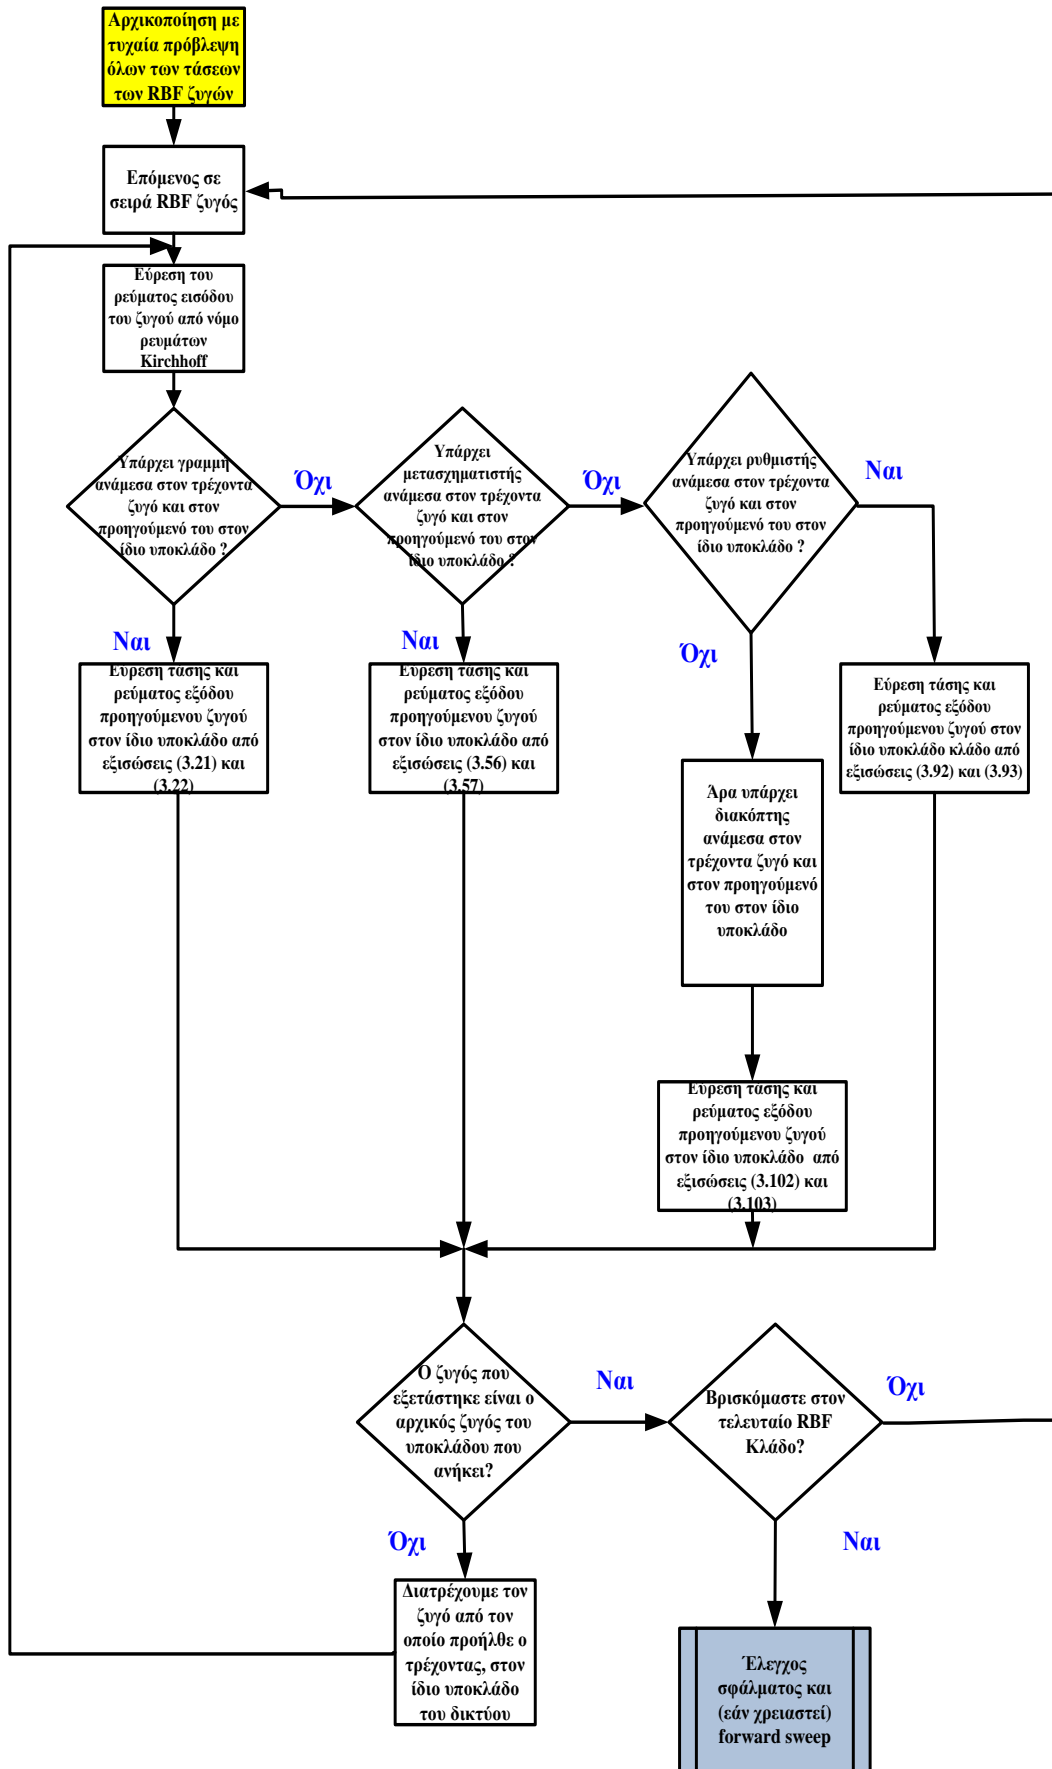 Αρχικοποίηση με
τυχαία πρόβλεψη
όλων των τάσεων
των RBF ζυγών
Επόμενος σε
σειρά RBF ζυγός
Εύρεση του
ρεύματος εισόδου
του ζυγού από νόμο
ρευμάτων
Kirchhoff
Υπάρχει γραμμή
ανάμεσα στον τρέχοντα
ζυγό και στον
προηγούμενό του στον
ίδιο υποκλάδο ?
Όχι
Υπάρχει
μετασχηματιστής
ανάμεσα στον τρέχοντα
ζυγό και στον
προηγούμενό του στον
ίδιο υποκλάδο ?
Όχι
Υπάρχει ρυθμιστής
ανάμεσα στον τρέχοντα
ζυγό και στον
προηγούμενό του στον
ίδιο υποκλάδο ?
Ναι
Ναι
Ναι
Όχι
Εύρεση τάσης και
ρεύματος εξόδου
προηγούμενου ζυγού
στον ίδιο υποκλάδο από
εξισώσεις (3.21) και
(3.22)
Εύρεση τάσης και
ρεύματος εξόδου
προηγούμενου ζυγού
στον ίδιο υποκλάδο από
εξισώσεις (3.56) και
(3.57)
Εύρεση τάσης και
ρεύματος εξόδου
προηγούμενου ζυγού στον
ίδιο υποκλάδο κλάδο από
εξισώσεις (3.92) και (3.93)
Άρα υπάρχει
διακόπτης
ανάμεσα στον
τρέχοντα ζυγό και
στον προηγούμενό
του στον ίδιο
υποκλάδο
Εύρεση τάσης και
ρεύματος εξόδου
προηγούμενου ζυγού
στον ίδιο υποκλάδο  από
εξισώσεις (3.102) και
(3.103)
Ο ζυγός που
εξετάστηκε είναι ο
αρχικός ζυγός του
υποκλάδου που
ανήκει?
Ναι
Βρισκόμαστε στον
τελευταίο RBF
Κλάδο?
Όχι
Όχι
Ναι
Διατρέχουμε τον
ζυγό από τον
οποίο προήλθε ο
τρέχοντας, στον
ίδιο υποκλάδο
του δικτύου
Έλεγχος
σφάλματος και
(εάν χρειαστεί)
forward sweep